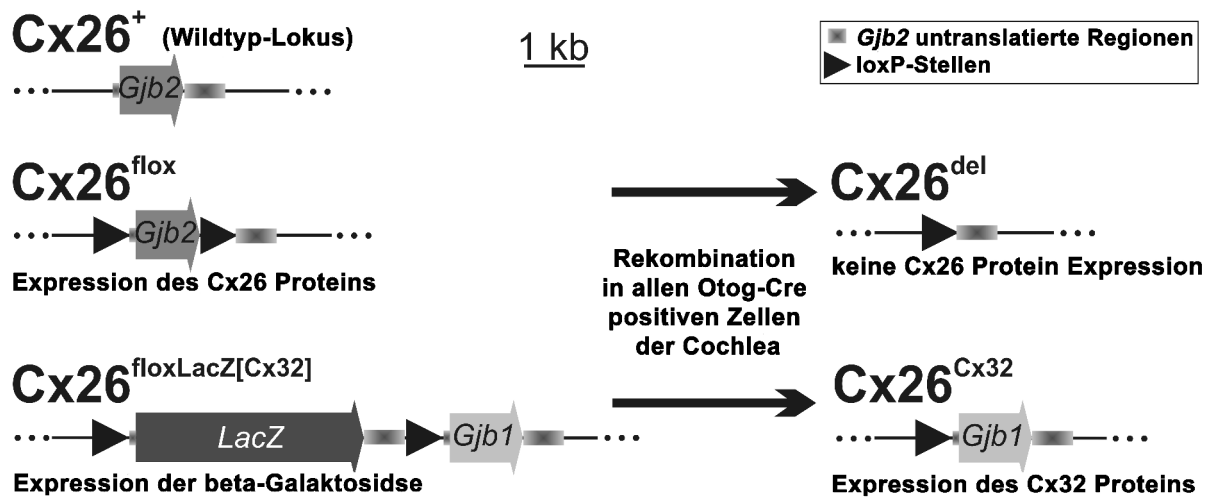 Cx26+ (Wildtyp-Lokus)
1 kb
Gjb2 untranslatierte Regionen
loxP-Stellen
Gjb2
Cx26flox
Gjb2
Expression des Cx26 Proteins
Rekombination
in allen Otog-Cre
positiven Zellen
der Cochlea
Cx26del
keine Cx26 Protein Expression
Cx26floxLacZ[Cx32]
LacZ
Gjb1
Expression der beta-Galaktosidse
Cx26Cx32
Gjb1
Expression des Cx32 Proteins